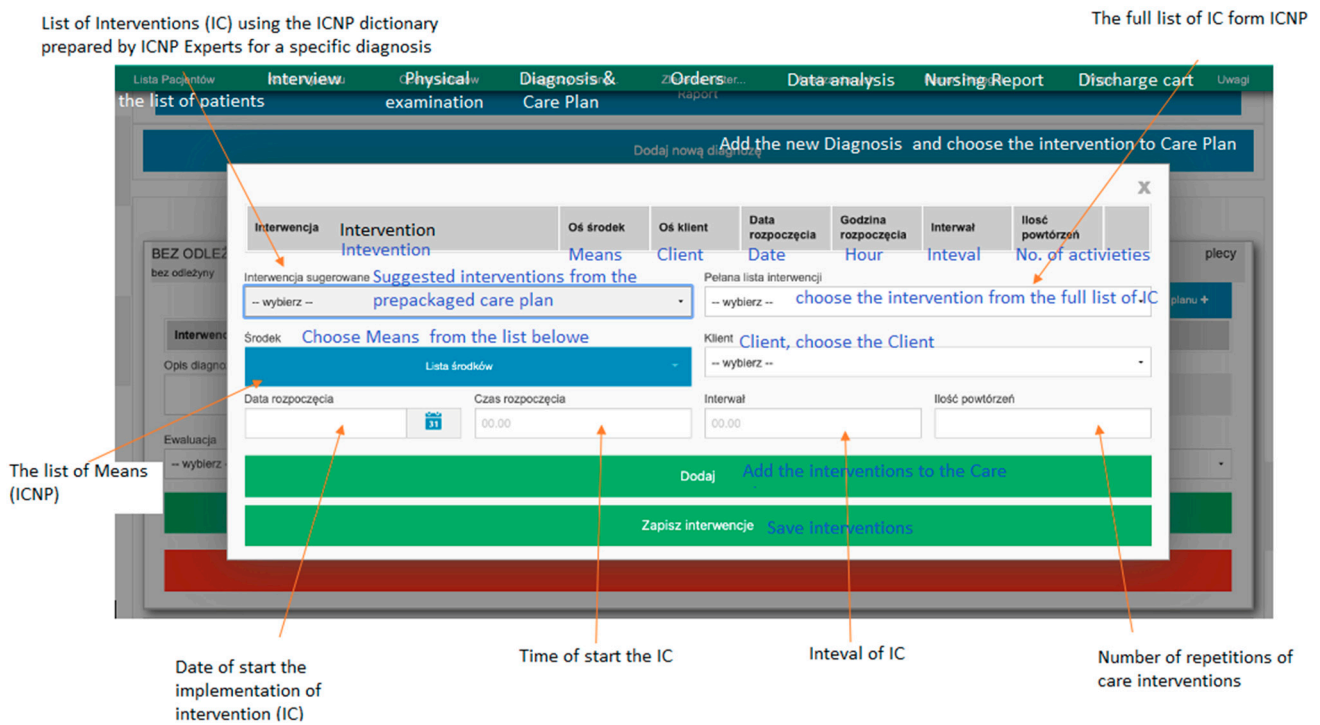 List of Interventions (IC) using the ICNP dictionary
prepared by ICNP Experts for a specific diagnosis
The full list of IC form ICNP
Lista Pacjentów Interview Physical Diagnosis & Orders Data analysis Nursing Report Discharge cart Uwagi
the list of patients examination Care Plan Raport
Dodaj nową diagnozę Add the new Diagnosis and choose the intervention to Care Plan
X
Interwencja Intervention Oś środek Oś klient Data rozpoczęcia Godzina rozpoczęcia Interwał Ilosć powtórzeń
Intevention Means Client Date Hour Inteval No. of activieties
BEZ ODLEŻ plecy
bez odleżyny
Interwencja sugerowane Suggested interventions from the Pełana lista interwencji
-- wybierz -- prepackaged care plan -- wybierz -- choose the intervention from the full list of IC planu +
Interwenc
Środek Choose Means from the list belowe Klient Client, choose the Client
Opis diagno Lista środków -- wybierz --
Data rozpoczęcia Czas rozpoczęcia Interwał Ilość powtórzeń
31 00.00 00.00
Ewaluacja
-- wybierz -
The list of Means
(ICNP)
Dodaj Add the interventions to the Care
Zapisz interwencje Save interventions
Date of start the
implementation of
intervention (IC)
Time of start the IC
Inteval of IC
Number of repetitions of
care interventions